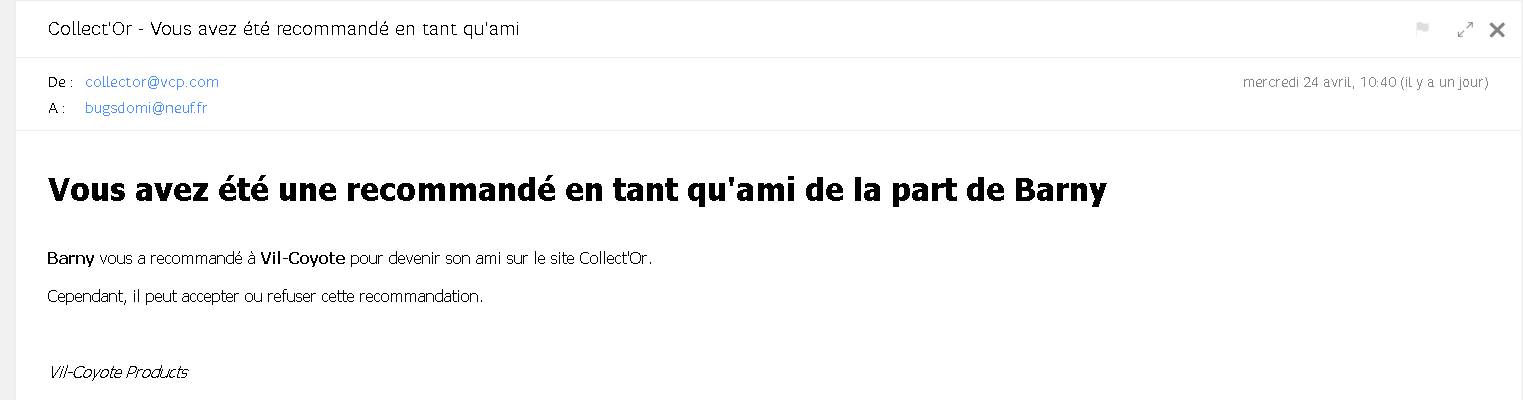 Collect'Or - Vous avez été recommandé en tant qu'ami
De : collector@vcp.com
mercredi 24 avril, 10:40 (il y a un jour)
A : bugsdomi@neuf.fr
Vous avez été une recommandé en tant qu'ami de la part de Barny
Barny vous a recommandé à Vil-Coyote pour devenir son ami sur le site Collect'Or.
Cependant, il peut accepter ou refuser cette recommandation.
Vil-Coyote Products